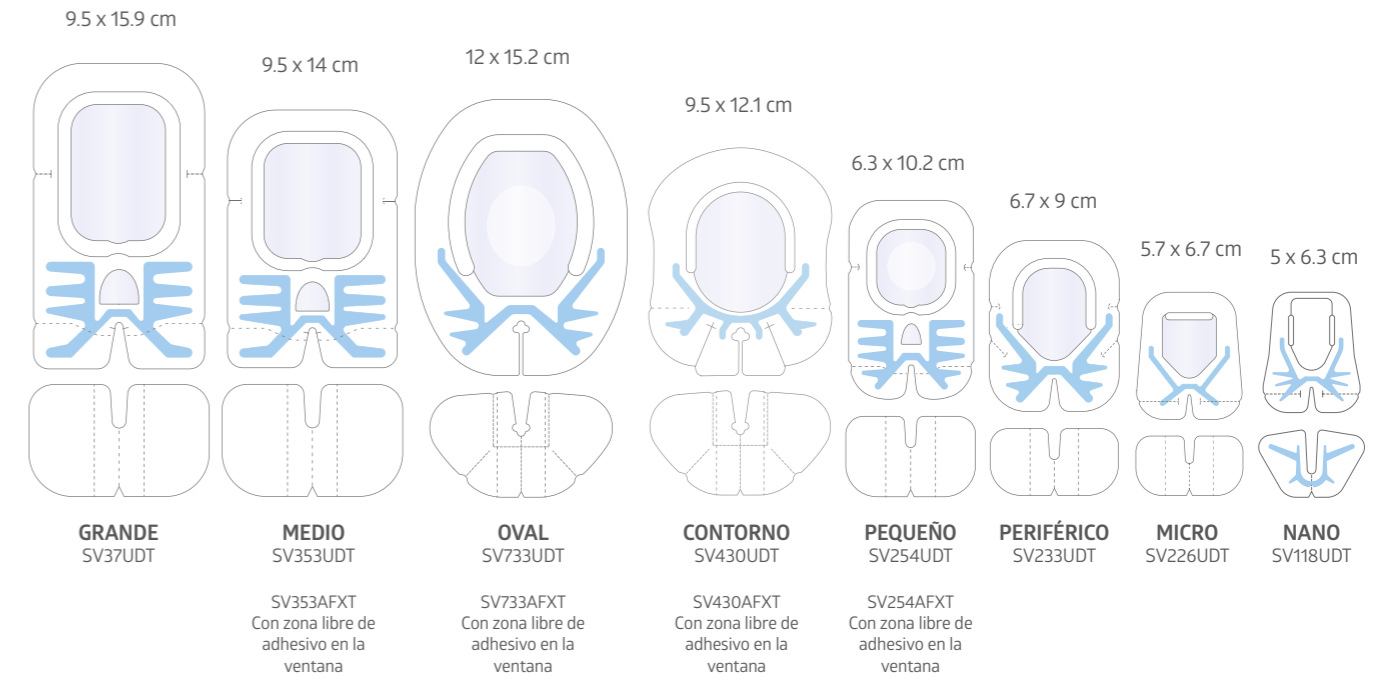 9.5 x 15.9 cm
9.5 x 14 cm
12 x 15.2 cm
9.5 x 12.1 cm
6.3 x 10.2 cm
6.7 x 9 cm
5.7 x 6.7 cm
5 x 6.3 cm
GRANDE
SV37UDT
MEDIO
SV353UDT
SV353AFXT
Con zona libre de
adhesivo en la
ventana
OVAL
SV733UDT
SV733AFXT
Con zona libre de
adhesivo en la
ventana
CONTORNO
SV430UDT
SV430AFXT
Con zona libre de
adhesivo en la
ventana
PEQUEÑO
SV254UDT
SV254AFXT
Con zona libre de
adhesivo en la
ventana
PERIFÉRICO
SV233UDT
MICRO
SV226UDT
NANO
SV118UDT